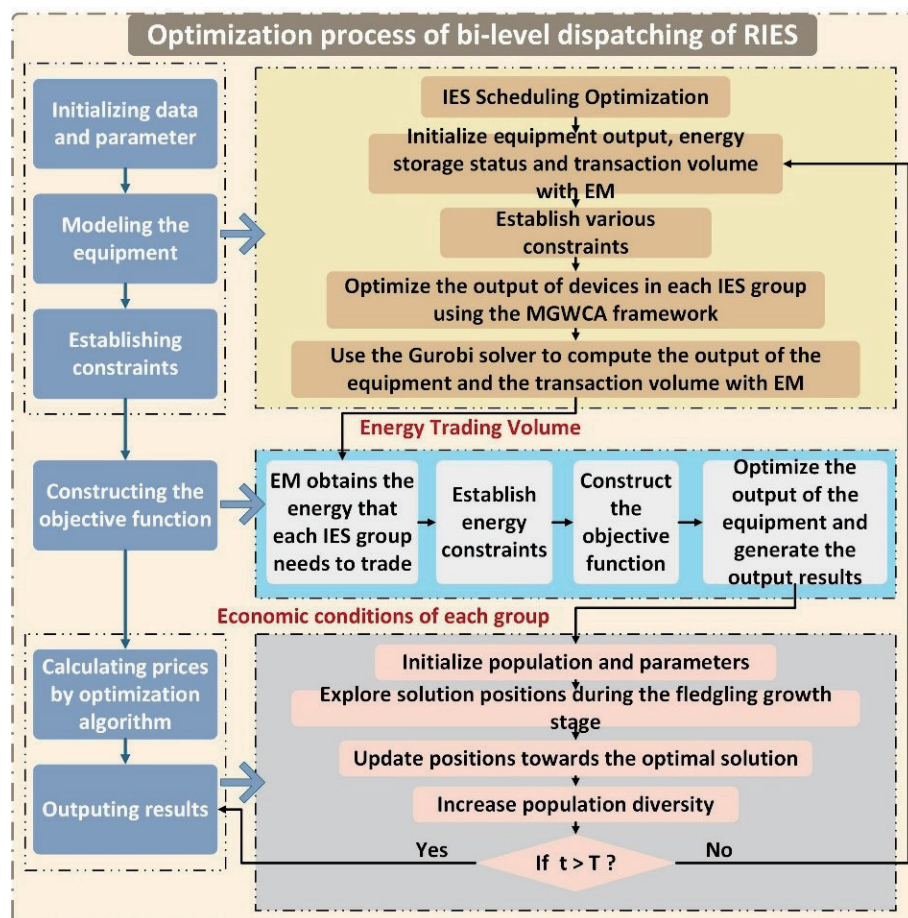 Optimization process of bi-level dispatching of RIES
Initializing data
and parameter
Modeling the
equipment
Establishing
constraints
Constructing the
objective function
Calculating prices
by optimization
algorithm
Outputing results
IES Scheduling Optimization
Initialize equipment output, energy
storage status and transaction volume
with EM
Establish various
constraints
Optimize the output of devices in each IES group
using the MGWCA framework
Use the Gurobi solver to compute the output of the
equipment and the transaction volume with EM
Energy Trading Volume
EM obtains the
energy that
each IES group
needs to trade
Establish
energy
constraints
Construct
the
objective
function
Optimize the
output of the
equipment and
generate the
output results
Economic conditions of each group
Initialize population and parameters
Explore solution positions during the fledgling growth
stage
Update positions towards the optimal solution
Increase population diversity
Yes
If t > T ?
No